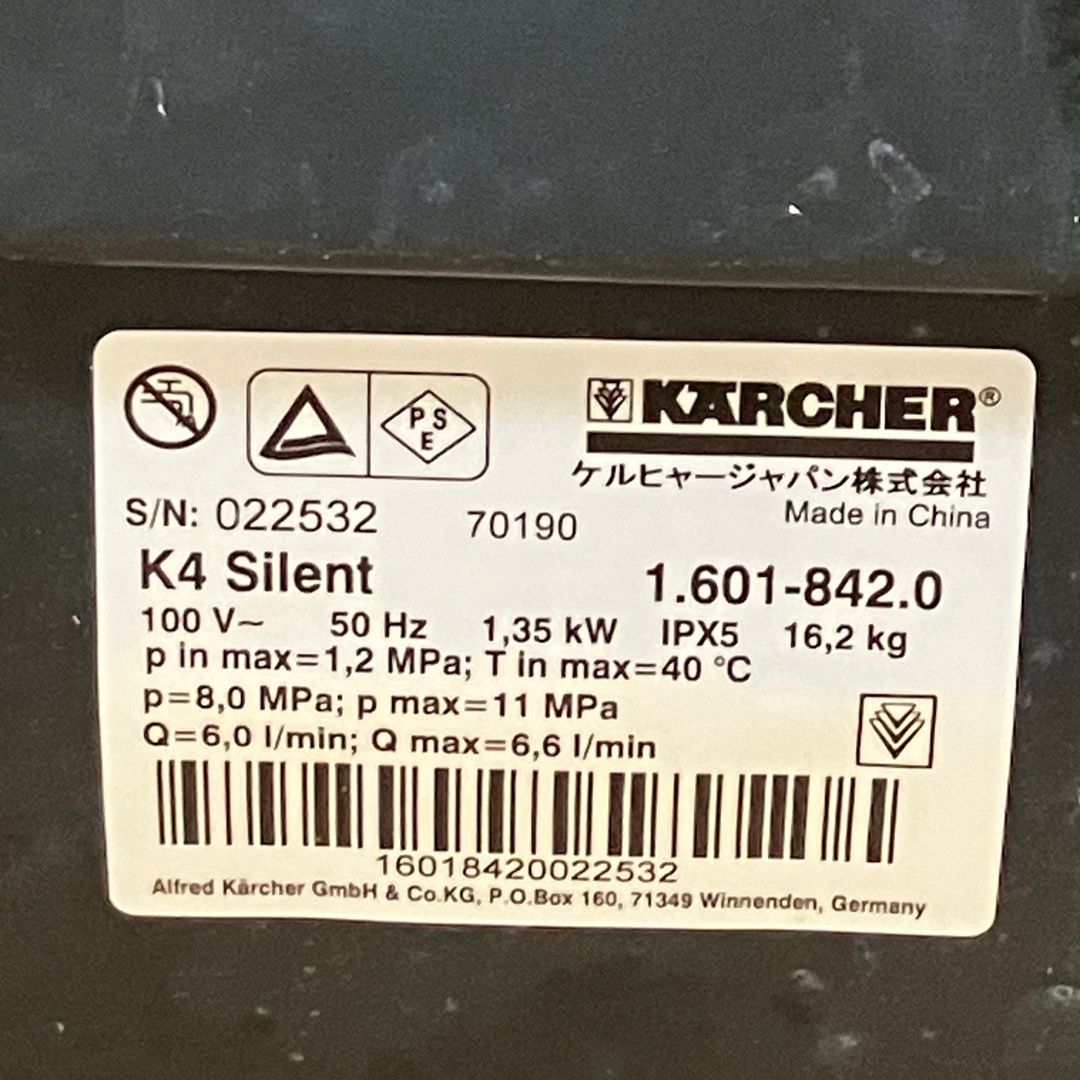 PSE
KÄRCHER®
ケルヒャージャパン株式会社
Made in China
S/N: 022532 70190
K4 Silent 1.601-842.0
100 V~ 50 Hz 1,35 kW IPX5 16,2 kg
p in max=1,2 MPa; T in max=40 °C
p=8,0 MPa; p max=11 MPa
Q=6,0 l/min; Q max=6,6 l/min
16018420022532
Alfred Kärcher GmbH & Co.KG, P.O.Box 160, 71349 Winnenden, Germany